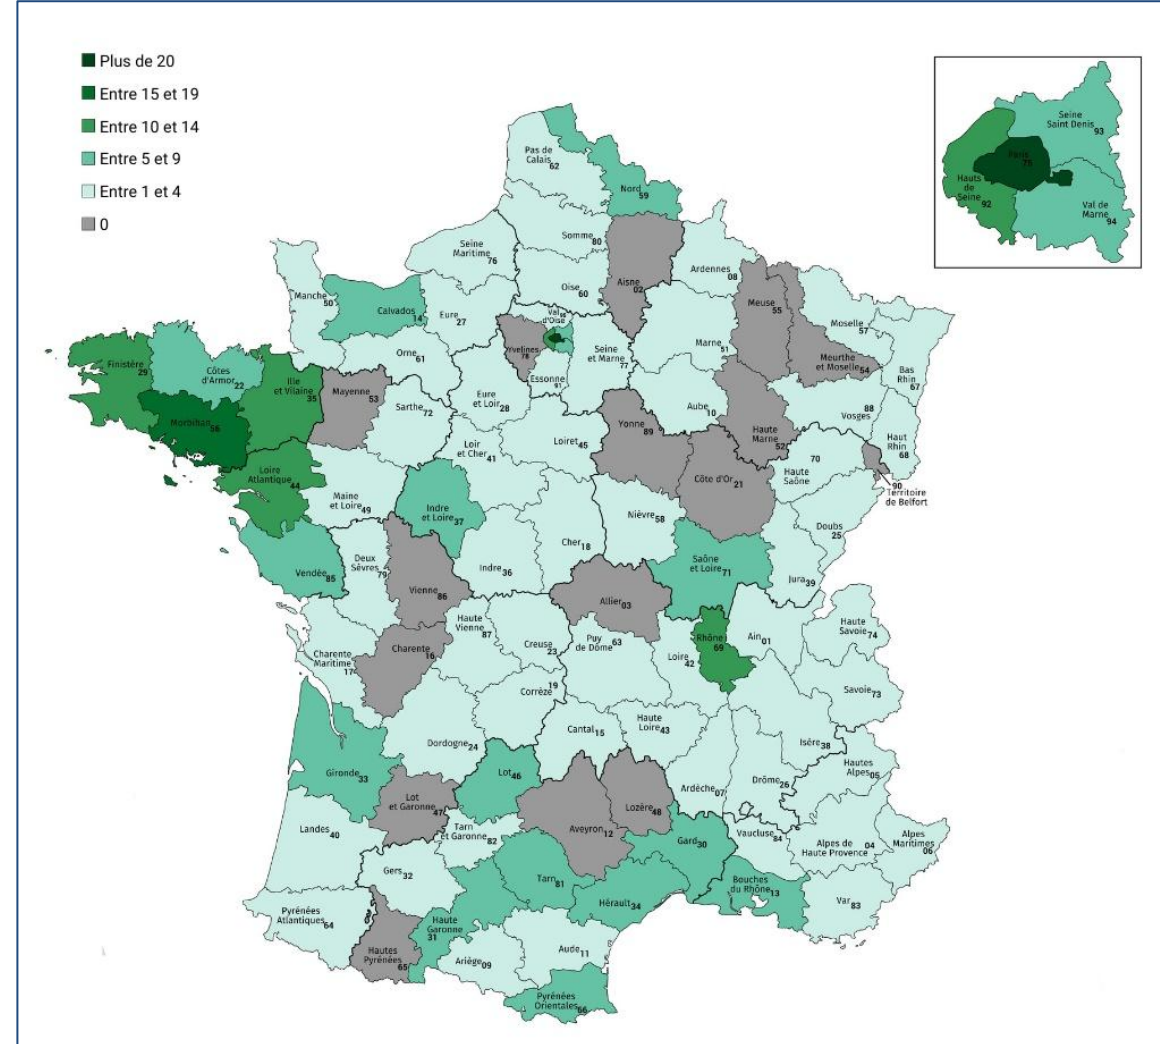 Plus de 20
Entre 15 et 19
Entre 10 et 14
Entre 5 et 9
Entre 1 et 4
0
Seine
Saint Denis 93
Paris
75
Hauts
de
Seine 92
Val de
Marne 94
Pas de
Calais 62
Nord 59
Somme 80
Seine
Maritime 76
Oise 60
Aisne
02
Ardennes
08
Manche
50
Calvados 14
Eure
27
Val
d'Oise 95
Yvelines
78
Essonne
91
Seine
et Marne 77
Marne 51
Meuse
55
Meurthe
et Moselle 54
Moselle
57
Bas
Rhin
67
Haut
Rhin
68
Vosges
88
Finistère
29
Côtes
d'Armor 22
Ille
et Vilaine
35
Morbihan 56
Mayenne
53
Orne 61
Sarthe 72
Eure
et Loir 28
Aube 10
Haute
Marne
52
Yonne
89
Loiret 45
Loir
et Cher 41
Loire
Atlantique
44
Maine
et Loire 49
Indre
et Loire 37
Côte d'Or 21
70
Haute
Saône
90
Territoire
de Belfort
Doubs
25
Nièvre 58
Cher 18
Vendée 85
Deux
Sèvres 79
Vienne
86
Indre 36
Saône
et Loire 71
Jura 39
Allier 03
Haute
Vienne
87
Creuse
23
Puy
de Dôme 63
Loire
42
Rhône
69
Ain 01
Haute
Savoie 74
Charente
Maritime
17
Charente
16
Corrèze
19
Savoie 73
Dordogne 24
Cantal 15
Haute
Loire 43
Isère 38
Gironde
33
Lot 46
Ardèche 07
Drôme 26
Hautes
Alpes 05
Lot
et Garonne
47
Lozère 48
Landes 40
Tarn
et Garonne
82
Aveyron 12
Gard 30
Vaucluse
84
Alpes de
Haute Provence 04
Alpes
Maritimes
06
Gers 32
Tarn 81
Hérault 34
Bouches
du Rhône 13
Var 83
Pyrénées
Atlantiques 64
Hautes
Pyrénées
65
Haute
Garonne
31
Ariège 09
Aude 11
Pyrénées
Orientales 66